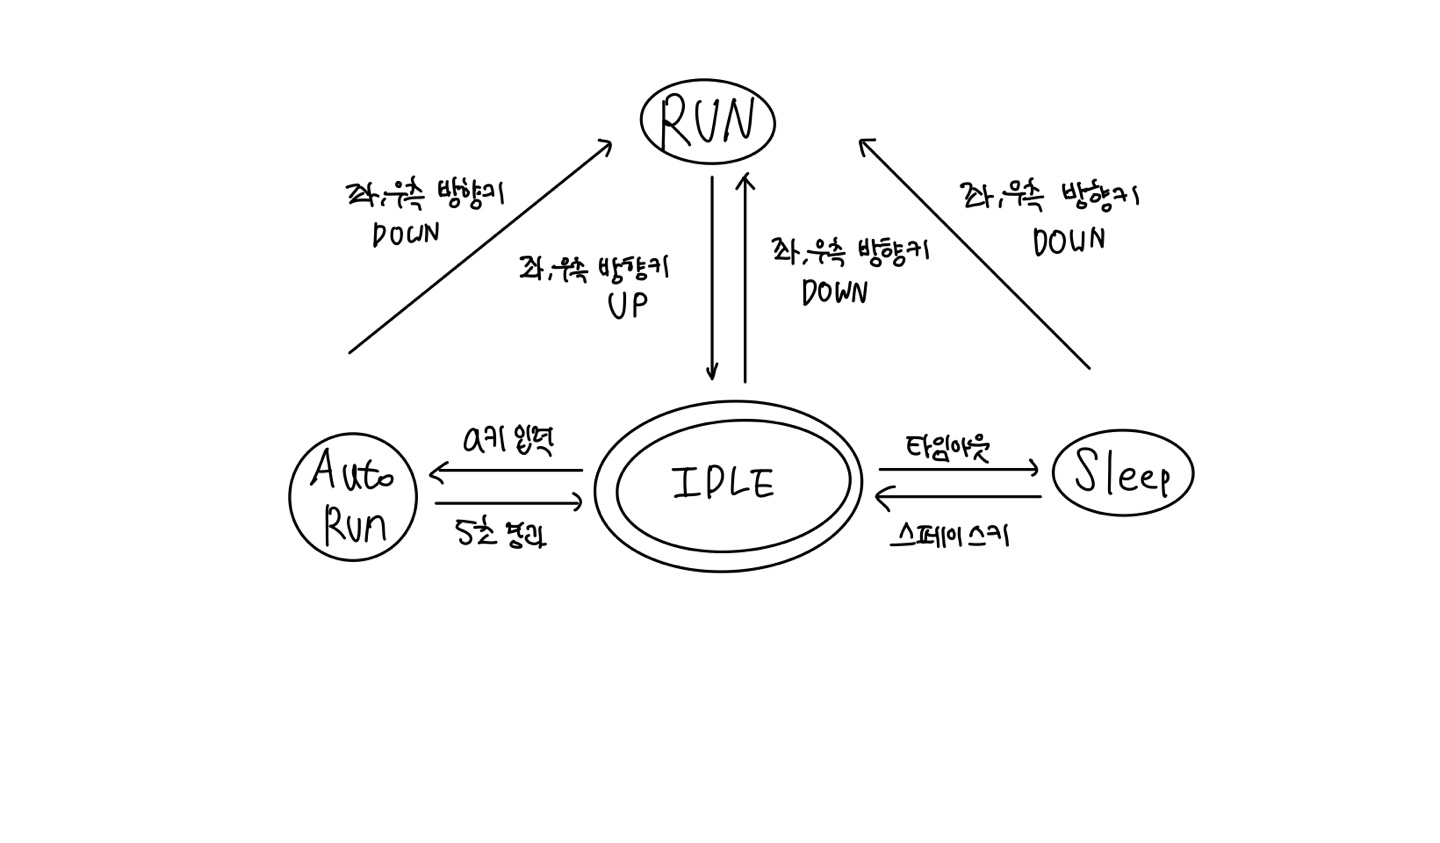 RUN
좌,우측 방향키
DOWN
좌,우측 방향키
UP
좌,우측 방향키
DOWN
좌,우측 방향키
DOWN
Auto
Run
a키 입력
5초 경과
IDLE
타임아웃
스페이스키
Sleep